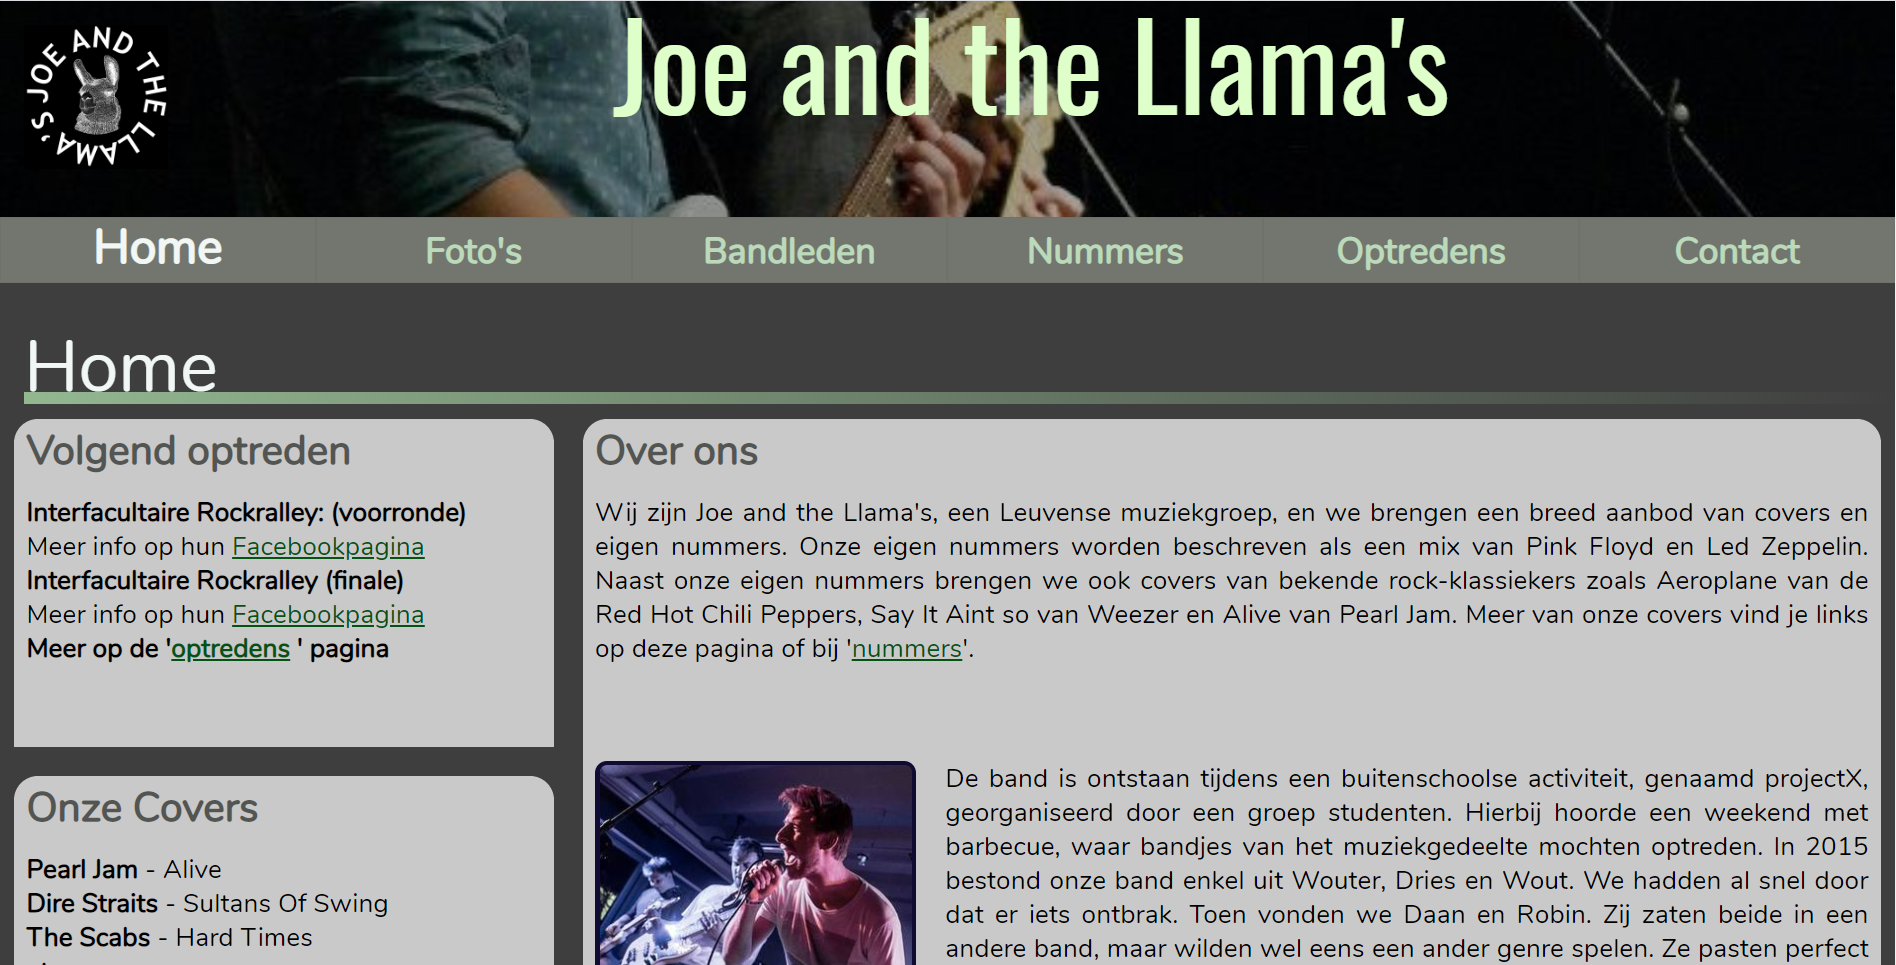 JOE AND THE LLAMA'S
Joe and the Llama's
Home
Foto's
Bandleden
Nummers
Optredens
Contact
Home
Volgend optreden
Interfacultaire Rockralley: (voorronde)
Meer info op hun Facebookpagina
Interfacultaire Rockralley (finale)
Meer info op hun Facebookpagina
Meer op de 'optredens ' pagina
Onze Covers
Pearl Jam - Alive
Dire Straits - Sultans Of Swing
The Scabs - Hard Times
Over ons
Wij zijn Joe and the Llama's, een Leuvense muziekgroep, en we brengen een breed aanbod van covers en
eigen nummers. Onze eigen nummers worden beschreven als een mix van Pink Floyd en Led Zeppelin.
Naast onze eigen nummers brengen we ook covers van bekende rock-klassiekers zoals Aeroplane van de
Red Hot Chili Peppers, Say It Aint so van Weezer en Alive van Pearl Jam. Meer van onze covers vind je links
op deze pagina of bij 'nummers'.
De band is ontstaan tijdens een buitenschoolse activiteit, genaamd projectX,
georganiseerd door een groep studenten. Hierbij hoorde een weekend met
barbecue, waar bandjes van het muziekgedeelte mochten optreden. In 2015
bestond onze band enkel uit Wouter, Dries en Wout. We hadden al snel door
dat er iets ontbrak. Toen vonden we Daan en Robin. Zij zaten beide in een
andere band, maar wilden wel eens een ander genre spelen. Ze pasten perfect